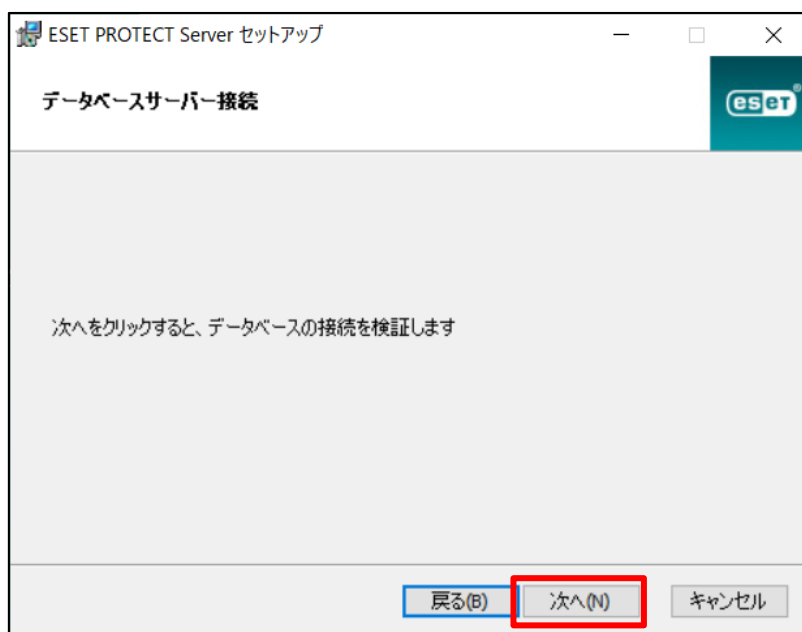 ESET PROTECT Server セットアップ
データベースサーバー接続
eseT®
次へをクリックすると、データベースの接続を検証します
戻る(B)
次へ(N)
キャンセル